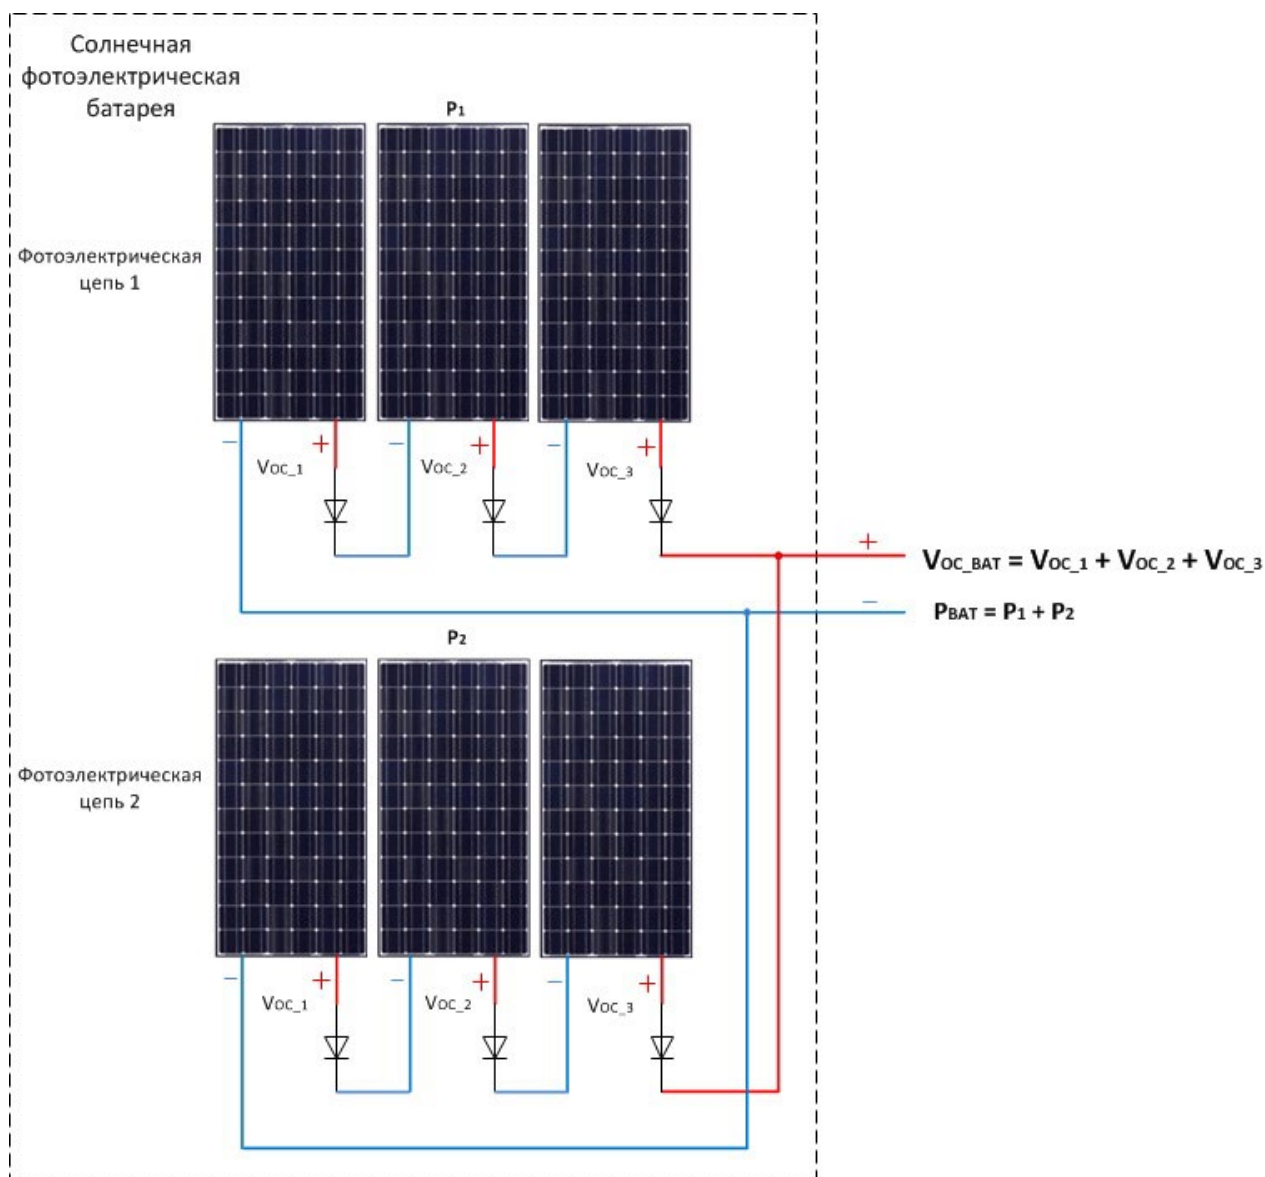 Солнечная
фотоэлектрическая
батарея
P1
Фотоэлектрическая
цепь 1
− + − + − +
VOC_1 VOC_2 VOC_3
+
VOC_BAT = VOC_1 + VOC_2 + VOC_3
−
PBAT = P1 + P2
P2
Фотоэлектрическая
цепь 2
− + − + − +
VOC_1 VOC_2 VOC_3